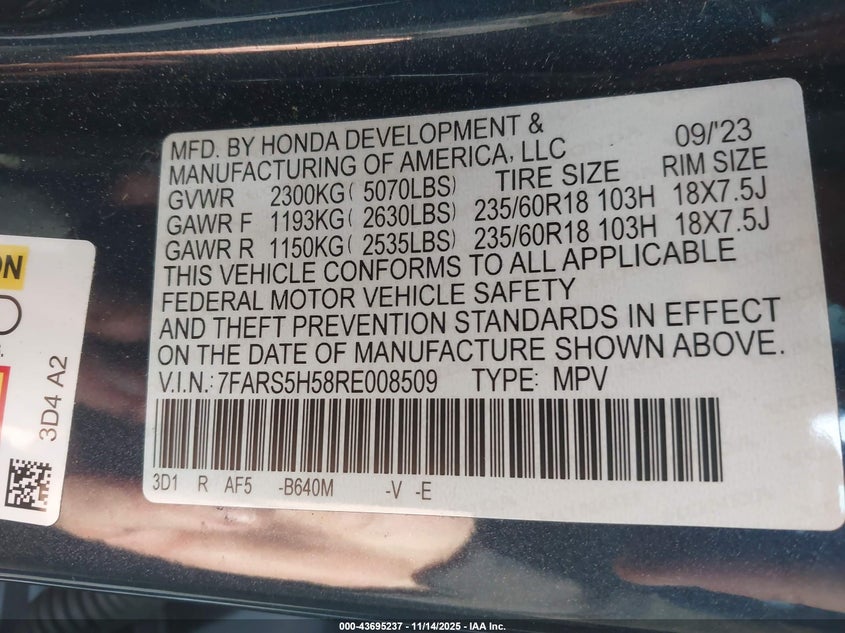 MFD. BY HONDA DEVELOPMENT &
MANUFACTURING OF AMERICA, LLC 09/'23
GVWR 2300KG( 5070LBS) TIRE SIZE RIM SIZE
GAWR F 1193KG( 2630LBS) 235/60R18 103H 18X7.5J
GAWR R 1150KG( 2535LBS) 235/60R18 103H 18X7.5J
THIS VEHICLE CONFORMS TO ALL APPLICABLE
FEDERAL MOTOR VEHICLE SAFETY
AND THEFT PREVENTION STANDARDS IN EFFECT
ON THE DATE OF MANUFACTURE SHOWN ABOVE.
V.I.N.: 7FARS5H58RE008509 TYPE: MPV
3D1 R AF5 -B640M -V -E
3D4 A2
000-43695237 - 11/14/2025 - IAA Inc.